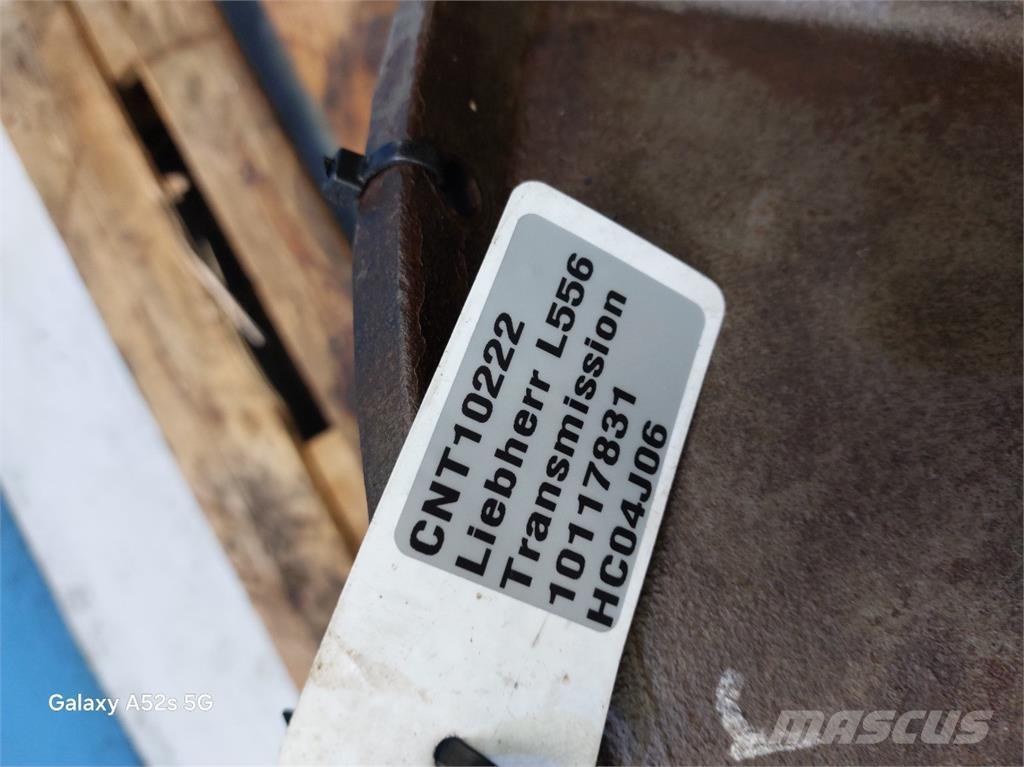 CNT10222
Liebherr L556
Transmission
10117831
HC04J06
Galaxy A52s 5G
MASCUS